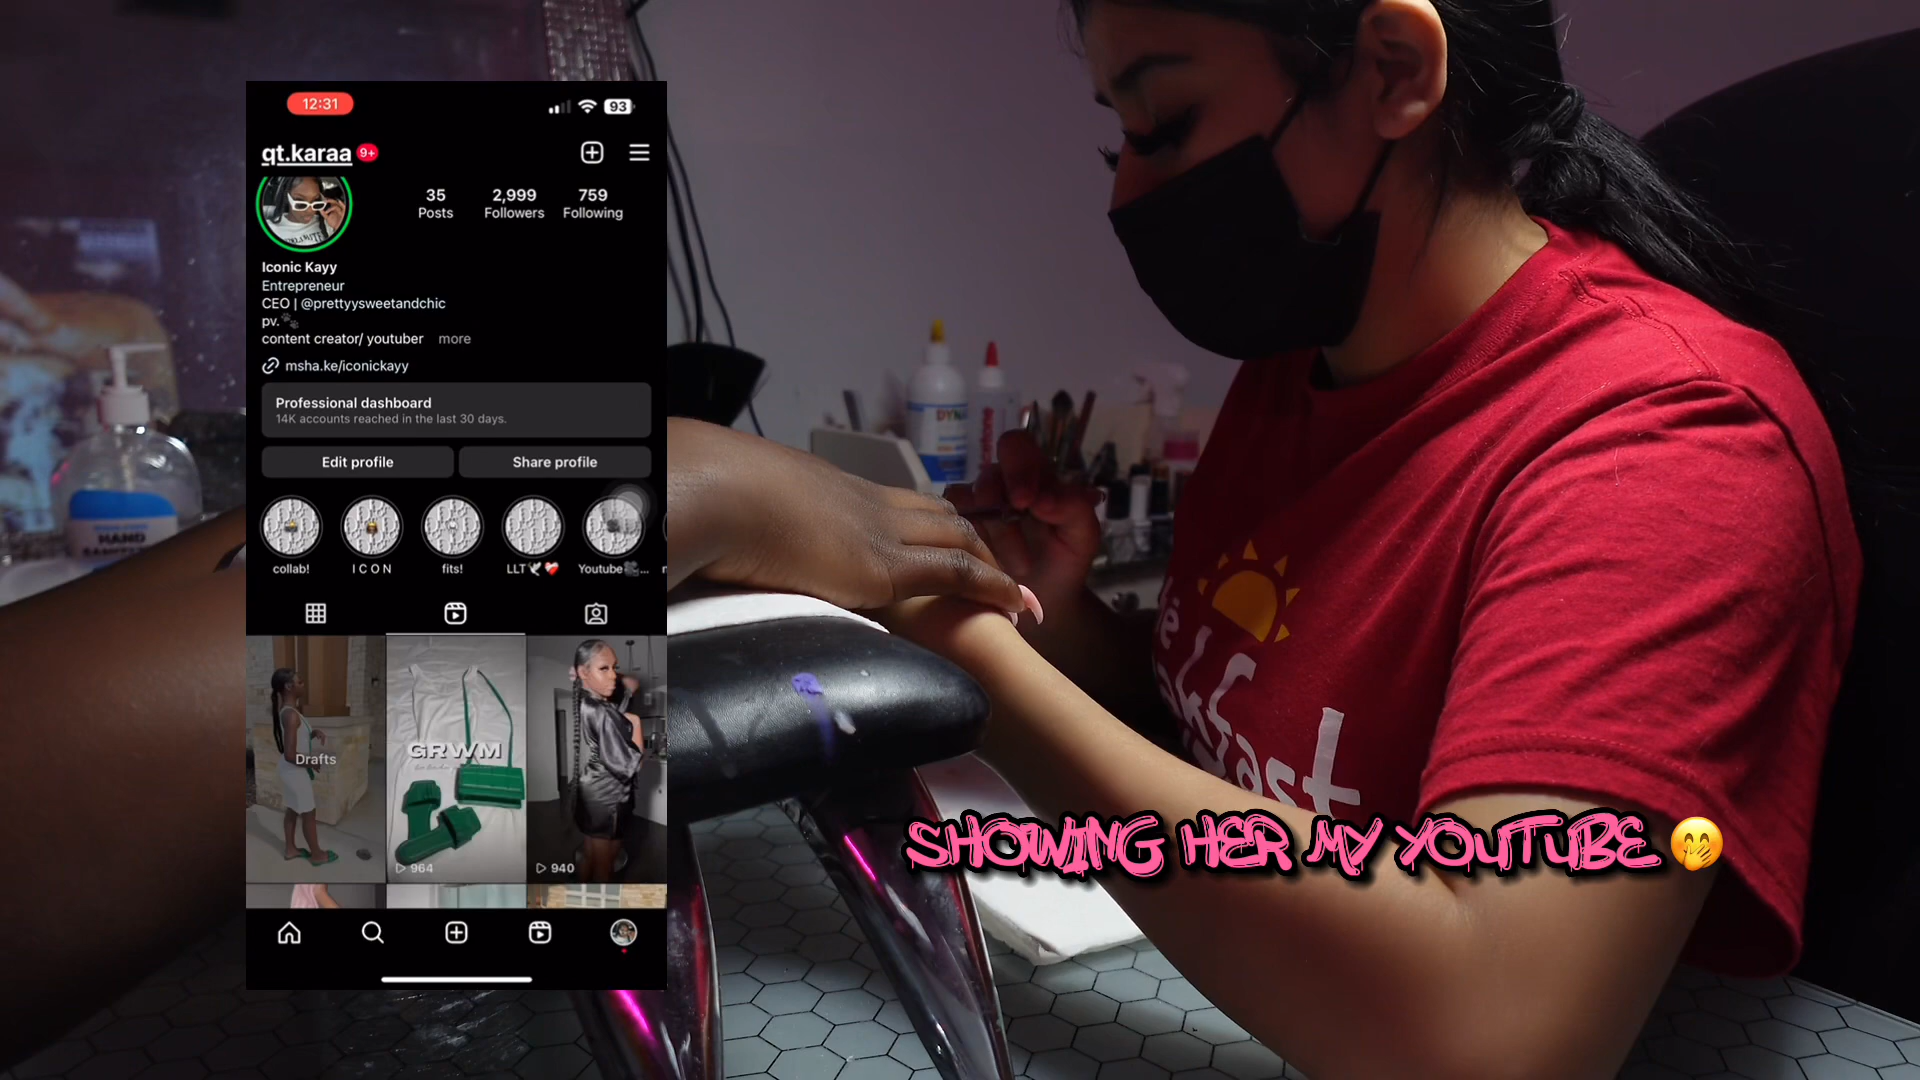 12:31
93
qt.karaa 9+
35 2,999 759
Posts Followers Following
Iconic Kayy
Entrepreneur
CEO | @prettyysweetandchic
pv.🐾
content creator/ youtuber more
msha.ke/iconickayy
Professional dashboard
14K accounts reached in the last 30 days.
Edit profile Share profile
collab! I C O N fits! LLT🕊❤️‍🩹 Youtube🎥...
Drafts
GRWM
964 940
HAND
SHOWING HER MY YOUTUBE 🤭